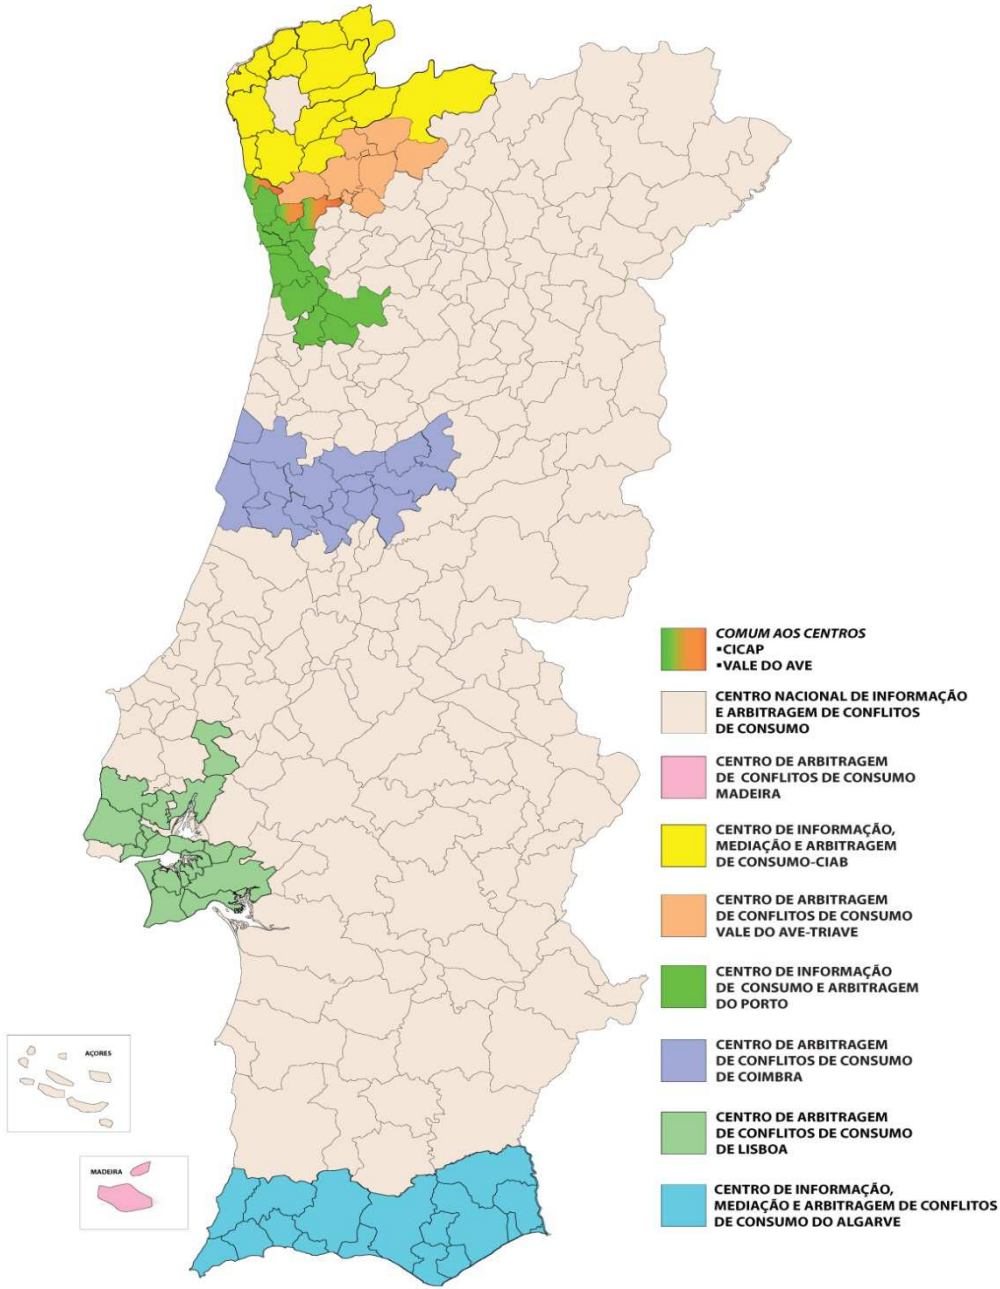 COMUM AOS CENTROS
▪CICAP
▪VALE DO AVE
CENTRO NACIONAL DE INFORMAÇÃO
E ARBITRAGEM DE CONFLITOS
DE CONSUMO
CENTRO DE ARBITRAGEM
DE CONFLITOS DE CONSUMO
MADEIRA
CENTRO DE INFORMAÇÃO,
MEDIAÇÃO E ARBITRAGEM
DE CONSUMO-CIAB
CENTRO DE ARBITRAGEM
DE CONFLITOS DE CONSUMO
VALE DO AVE-TRIAVE
CENTRO DE INFORMAÇÃO
DE CONSUMO E ARBITRAGEM
DO PORTO
CENTRO DE ARBITRAGEM
DE CONFLITOS DE CONSUMO
DE COIMBRA
CENTRO DE ARBITRAGEM
DE CONFLITOS DE CONSUMO
DE LISBOA
CENTRO DE INFORMAÇÃO,
MEDIAÇÃO E ARBITRAGEM DE CONFLITOS
DE CONSUMO DO ALGARVE
AÇORES
MADEIRA